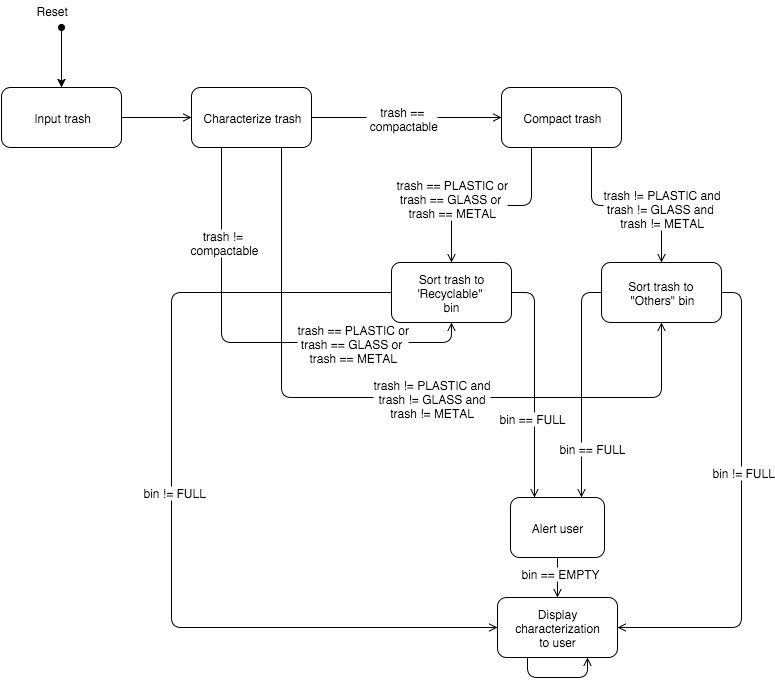 Reset
Input trash
Characterize trash
trash ==
compactable
Compact trash
trash == PLASTIC or
trash == GLASS or
trash == METAL
trash != PLASTIC and
trash != GLASS and
trash != METAL
trash !=
compactable
Sort trash to
"Recyclable"
bin
Sort trash to
"Others" bin
trash == PLASTIC or
trash == GLASS or
trash == METAL
trash != PLASTIC and
trash != GLASS and
trash != METAL
bin == FULL
bin == FULL
bin != FULL
bin != FULL
Alert user
bin == EMPTY
Display
characterization
to user